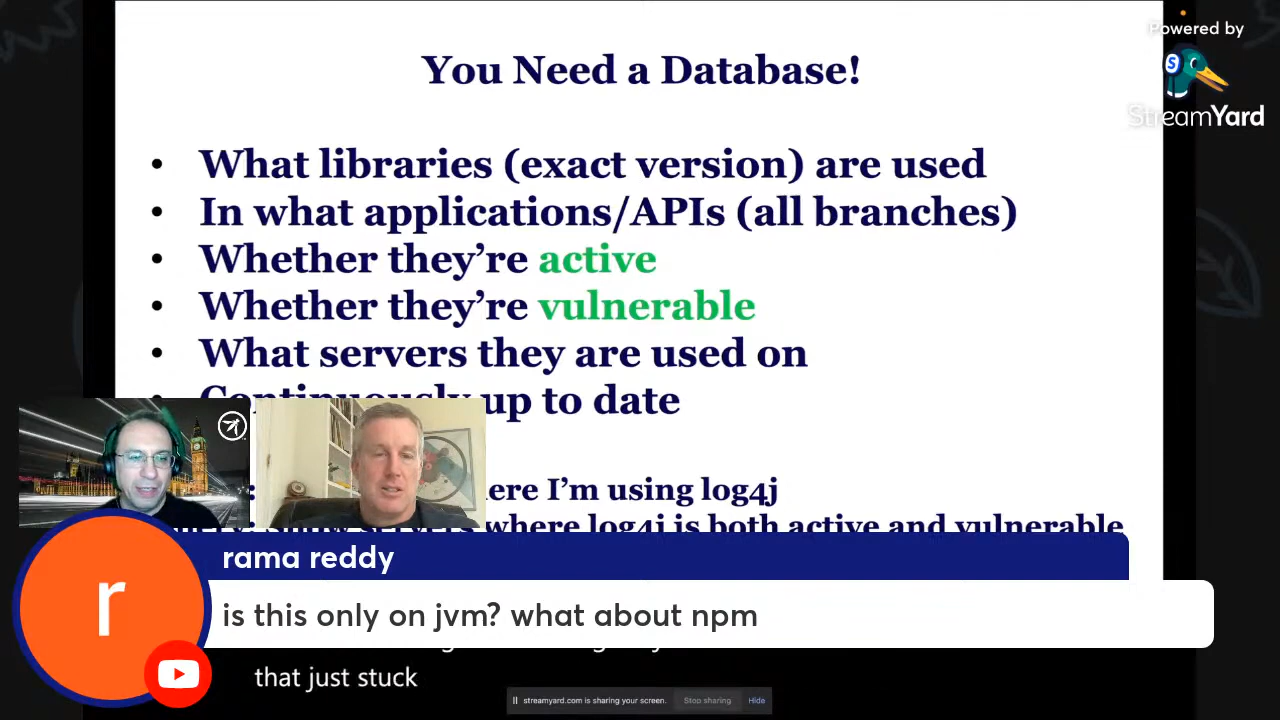 Powered by
StreamYard
You Need a Database!
• What libraries (exact version) are used
• In what applications/APIs (all branches)
• Whether they’re active
• Whether they’re vulnerable
• What servers they are used on
• Continuously up to date
I’m using log4j
servers where log4j is both active and vulnerable
rama reddy
r
is this only on jvm? what about npm
that just stuck
streamyard.com is sharing your screen. Stop sharing Hide